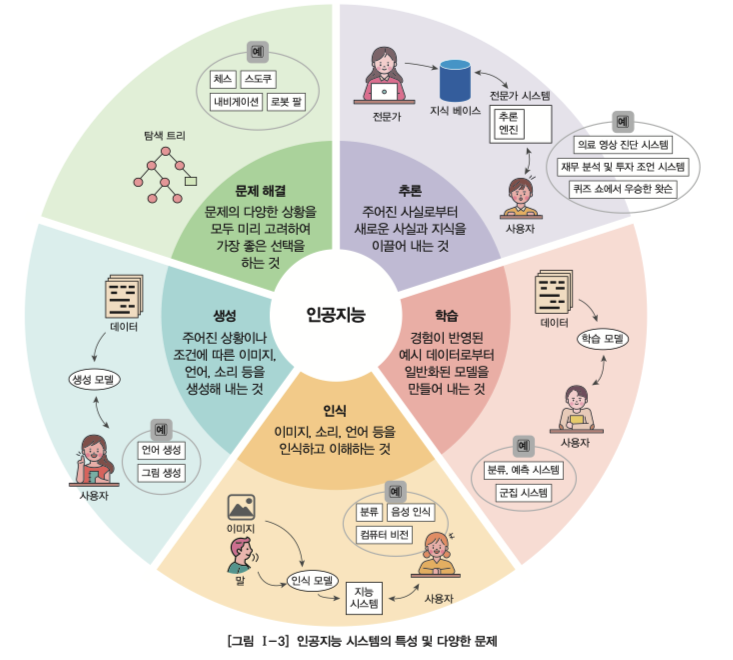 예
체스 스도쿠
내비게이션 로봇 팔
탐색 트리
문제 해결
문제의 다양한 상황을
모두 미리 고려하여
가장 좋은 선택을
하는 것
전문가
지식 베이스
전문가 시스템
추론
엔진
사용자
예
의료 영상 진단 시스템
재무 분석 및 투자 조언 시스템
퀴즈 쇼에서 우승한 왓슨
추론
주어진 사실로부터
새로운 사실과 지식을
이끌어 내는 것
인공지능
생성
주어진 상황이나
조건에 따른 이미지,
언어, 소리 등을
생성해 내는 것
데이터
생성 모델
사용자
예
언어 생성
그림 생성
학습
경험이 반영된
예시 데이터로부터
일반화된 모델을
만들어 내는 것
데이터
학습 모델
사용자
예
분류, 예측 시스템
군집 시스템
인식
이미지, 소리, 언어 등을
인식하고 이해하는 것
이미지
말
인식 모델
지능
시스템
사용자
예
분류 음성 인식
컴퓨터 비전
[그림 Ⅰ-3] 인공지능 시스템의 특성 및 다양한 문제